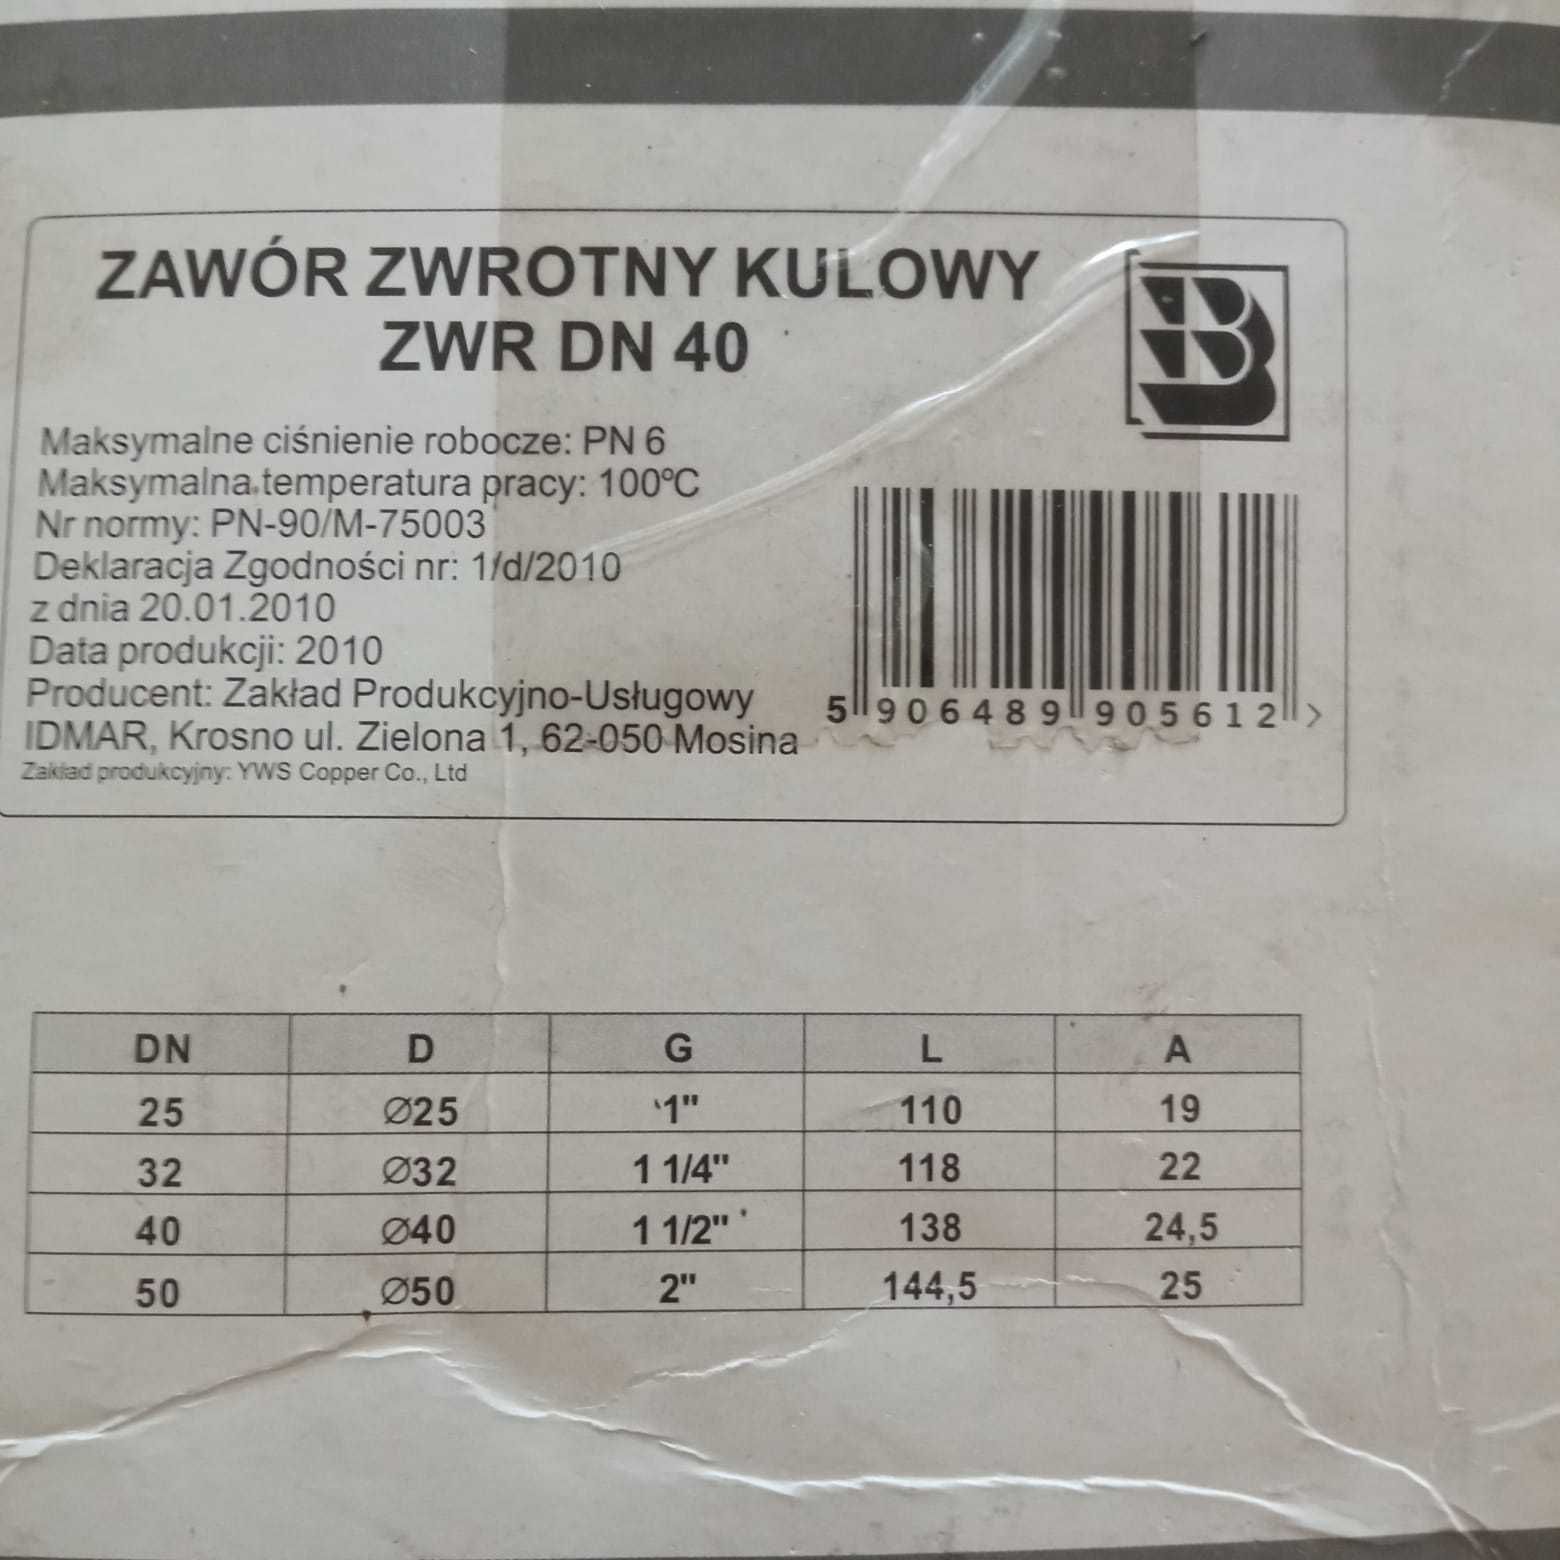 ZAWÓR ZWROTNY KULOWY
ZWR DN 40
B
Maksymalne ciśnienie robocze: PN 6
Maksymalna temperatura pracy: 100ºC
Nr normy: PN-90/M-75003
Deklaracja Zgodności nr: 1/d/2010
z dnia 20.01.2010
Data produkcji: 2010
Producent: Zakład Produkcyjno-Usługowy
IDMAR, Krosno ul. Zielona 1, 62-050 Mosina
Zakład produkcyjny: YWS Copper Co., Ltd
5 906489 905612 >
DN D G L A
25 Ø25 1" 110 19
32 Ø32 1 1/4" 118 22
40 Ø40 1 1/2" 138 24,5
50 Ø50 2" 144,5 25